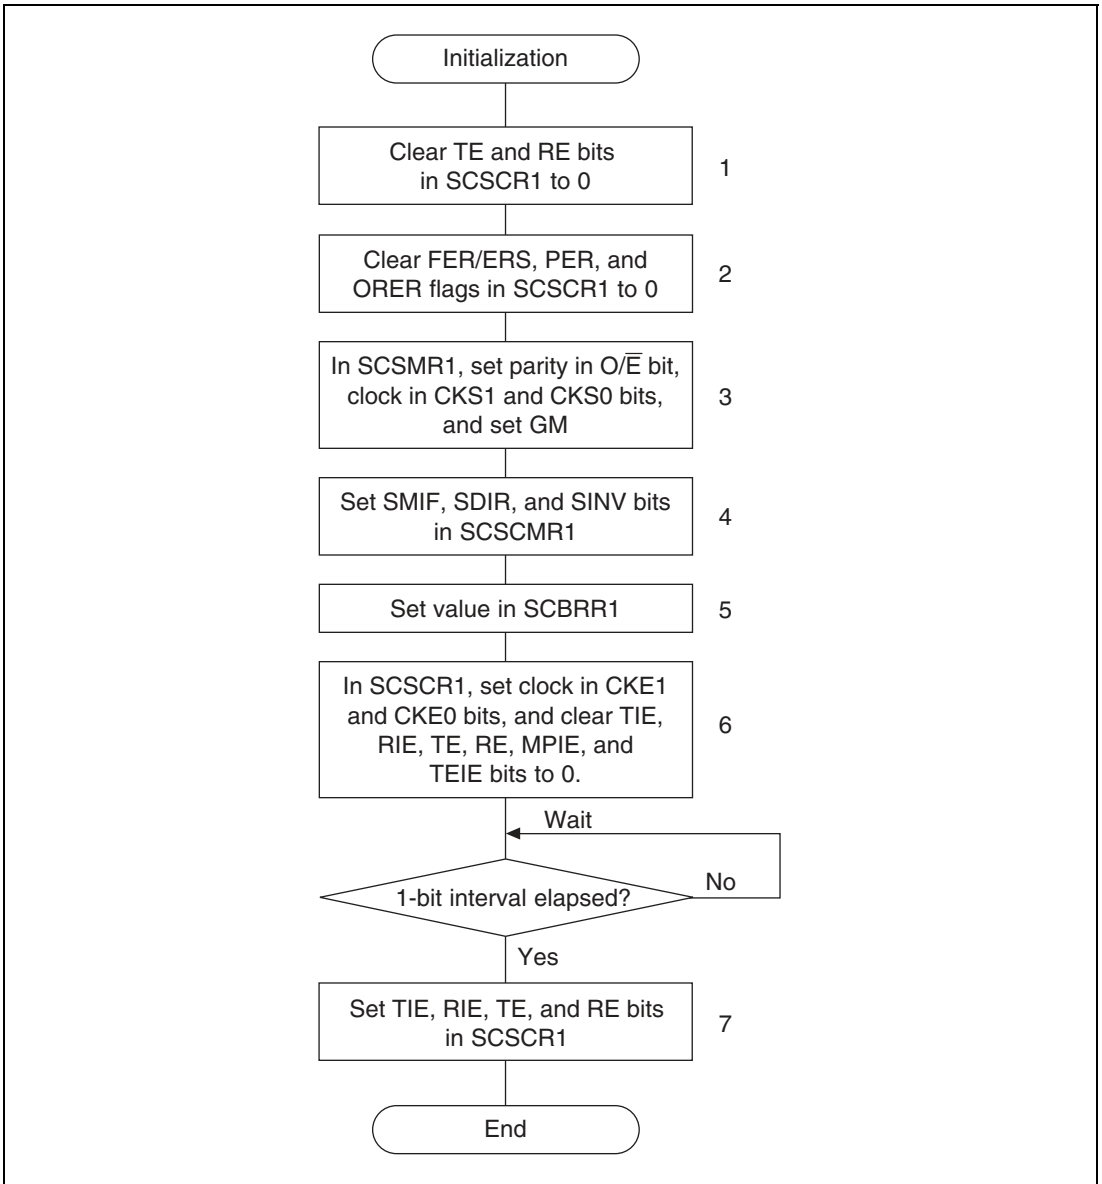 Initialization
Clear TE and RE bits
in SCSCR1 to 0
1
Clear FER/ERS, PER, and
ORER flags in SCSCR1 to 0
2
In SCSMR1, set parity in O/E̅ bit,
clock in CKS1 and CKS0 bits,
and set GM
3
Set SMIF, SDIR, and SINV bits
in SCSCMR1
4
Set value in SCBRR1
5
In SCSCR1, set clock in CKE1
and CKE0 bits, and clear TIE,
RIE, TE, RE, MPIE, and
TEIE bits to 0.
6
Wait
1-bit interval elapsed?
No
Yes
Set TIE, RIE, TE, and RE bits
in SCSCR1
7
End